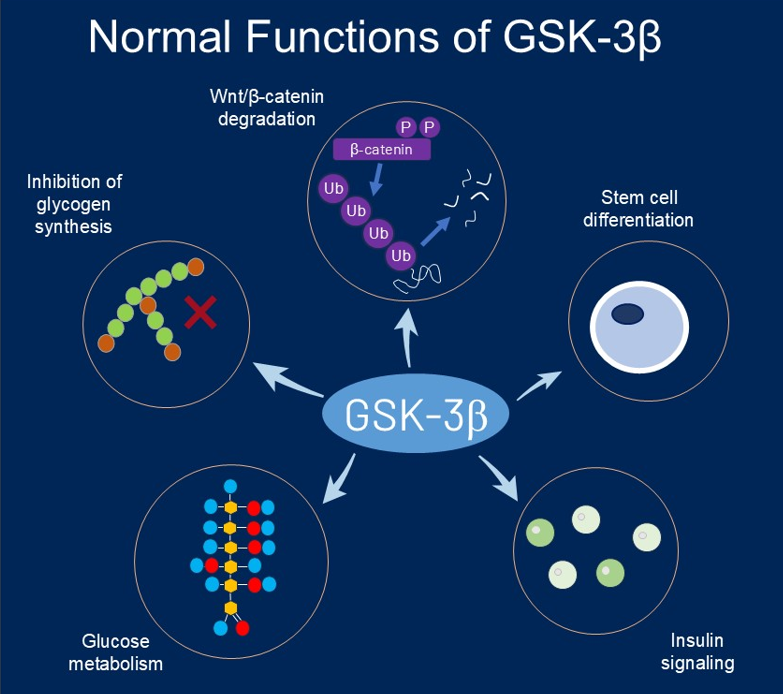 Normal Functions of GSK-3β
Wnt/β-catenin
degradation
P P
β-catenin
Ub
Ub
Ub
Ub
Inhibition of
glycogen
synthesis
Stem cell
differentiation
GSK-3β
Glucose
metabolism
Insulin
signaling